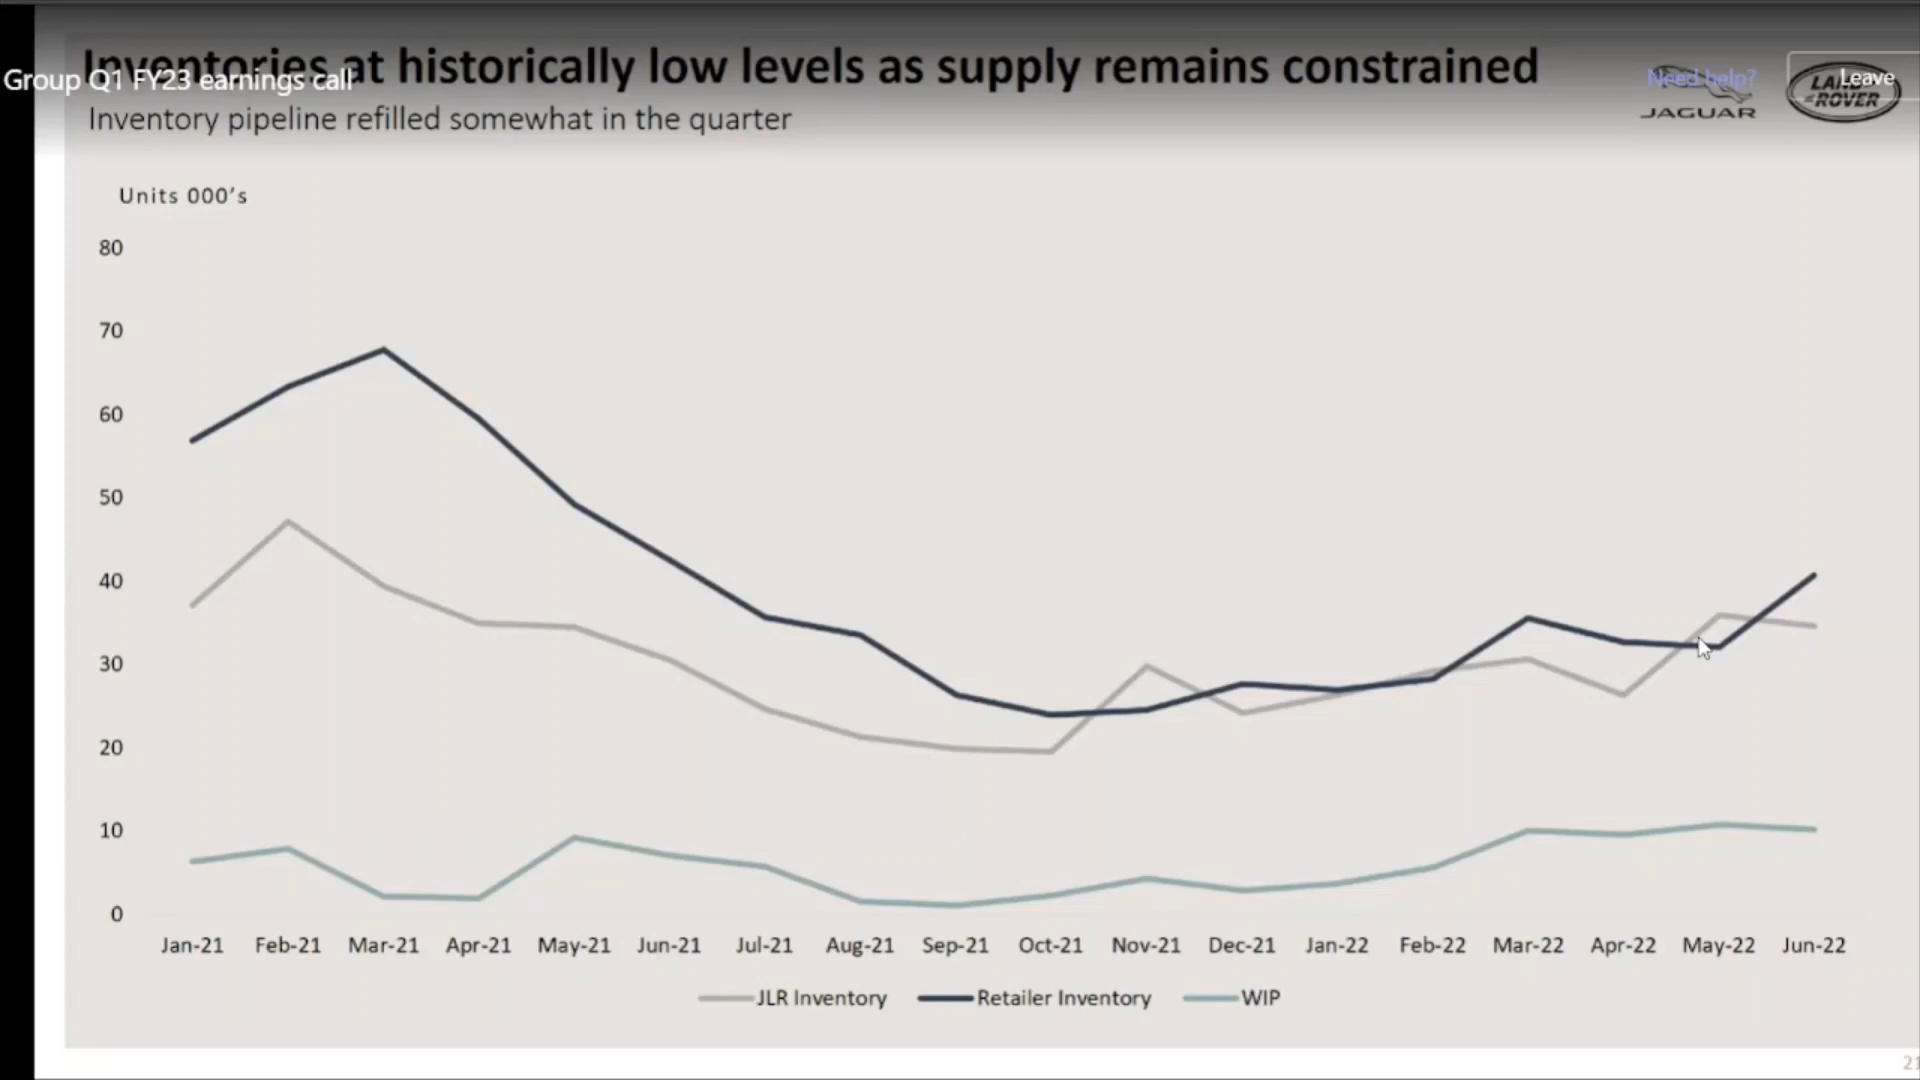 Inventories at historically low levels as supply remains constrained
Group Q1 FY23 earnings call
Need help?
Leave
JAGUAR
LAND
ROVER
Inventory pipeline refilled somewhat in the quarter
Units 000's
80
70
60
50
40
30
20
10
0
Jan-21 Feb-21 Mar-21 Apr-21 May-21 Jun-21 Jul-21 Aug-21 Sep-21 Oct-21 Nov-21 Dec-21 Jan-22 Feb-22 Mar-22 Apr-22 May-22 Jun-22
JLR Inventory Retailer Inventory WIP
21